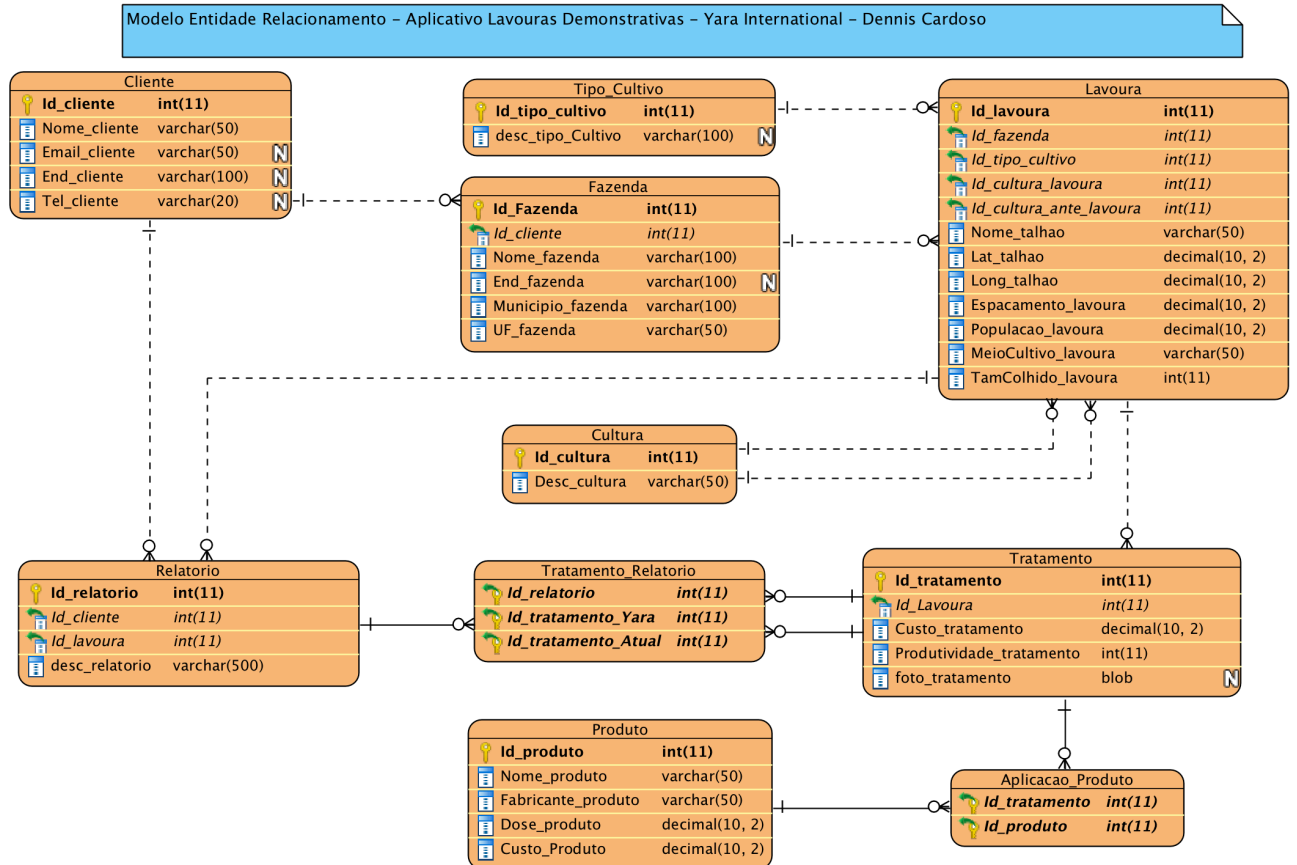 Modelo Entidade Relacionamento – Aplicativo Lavouras Demonstrativas – Yara International – Dennis Cardoso
Cliente
Id_cliente int(11)
Nome_cliente varchar(50)
Email_cliente varchar(50) N
End_cliente varchar(100) N
Tel_cliente varchar(20) N
Tipo_Cultivo
Id_tipo_cultivo int(11)
desc_tipo_Cultivo varchar(100) N
Lavoura
Id_lavoura int(11)
Id_fazenda int(11)
Id_tipo_cultivo int(11)
Id_cultura_lavoura int(11)
Id_cultura_ante_lavoura int(11)
Nome_talhao varchar(50)
Lat_talhao decimal(10, 2)
Long_talhao decimal(10, 2)
Espacamento_lavoura decimal(10, 2)
Populacao_lavoura decimal(10, 2)
MeioCultivo_lavoura varchar(50)
TamColhido_lavoura int(11)
Fazenda
Id_Fazenda int(11)
Id_cliente int(11)
Nome_fazenda varchar(100)
End_fazenda varchar(100) N
Municipio_fazenda varchar(100)
UF_fazenda varchar(50)
Cultura
Id_cultura int(11)
Desc_cultura varchar(50)
Relatorio
Id_relatorio int(11)
Id_cliente int(11)
Id_lavoura int(11)
desc_relatorio varchar(500)
Tratamento_Relatorio
Id_relatorio int(11)
Id_tratamento_Yara int(11)
Id_tratamento_Atual int(11)
Tratamento
Id_tratamento int(11)
Id_Lavoura int(11)
Custo_tratamento decimal(10, 2)
Produtividade_tratamento int(11)
foto_tratamento blob N
Produto
Id_produto int(11)
Nome_produto varchar(50)
Fabricante_produto varchar(50)
Dose_produto decimal(10, 2)
Custo_Produto decimal(10, 2)
Aplicacao_Produto
Id_tratamento int(11)
Id_produto int(11)